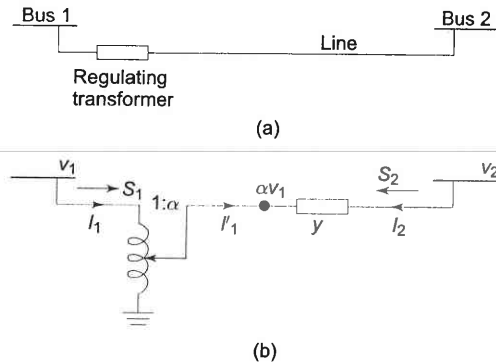 Bus 1
Bus 2
Line
Regulating
transformer
(a)
v₁
S₁
1:α
αv₁
S₂
v₂
I₁
I'₁
y
I₂
(b)